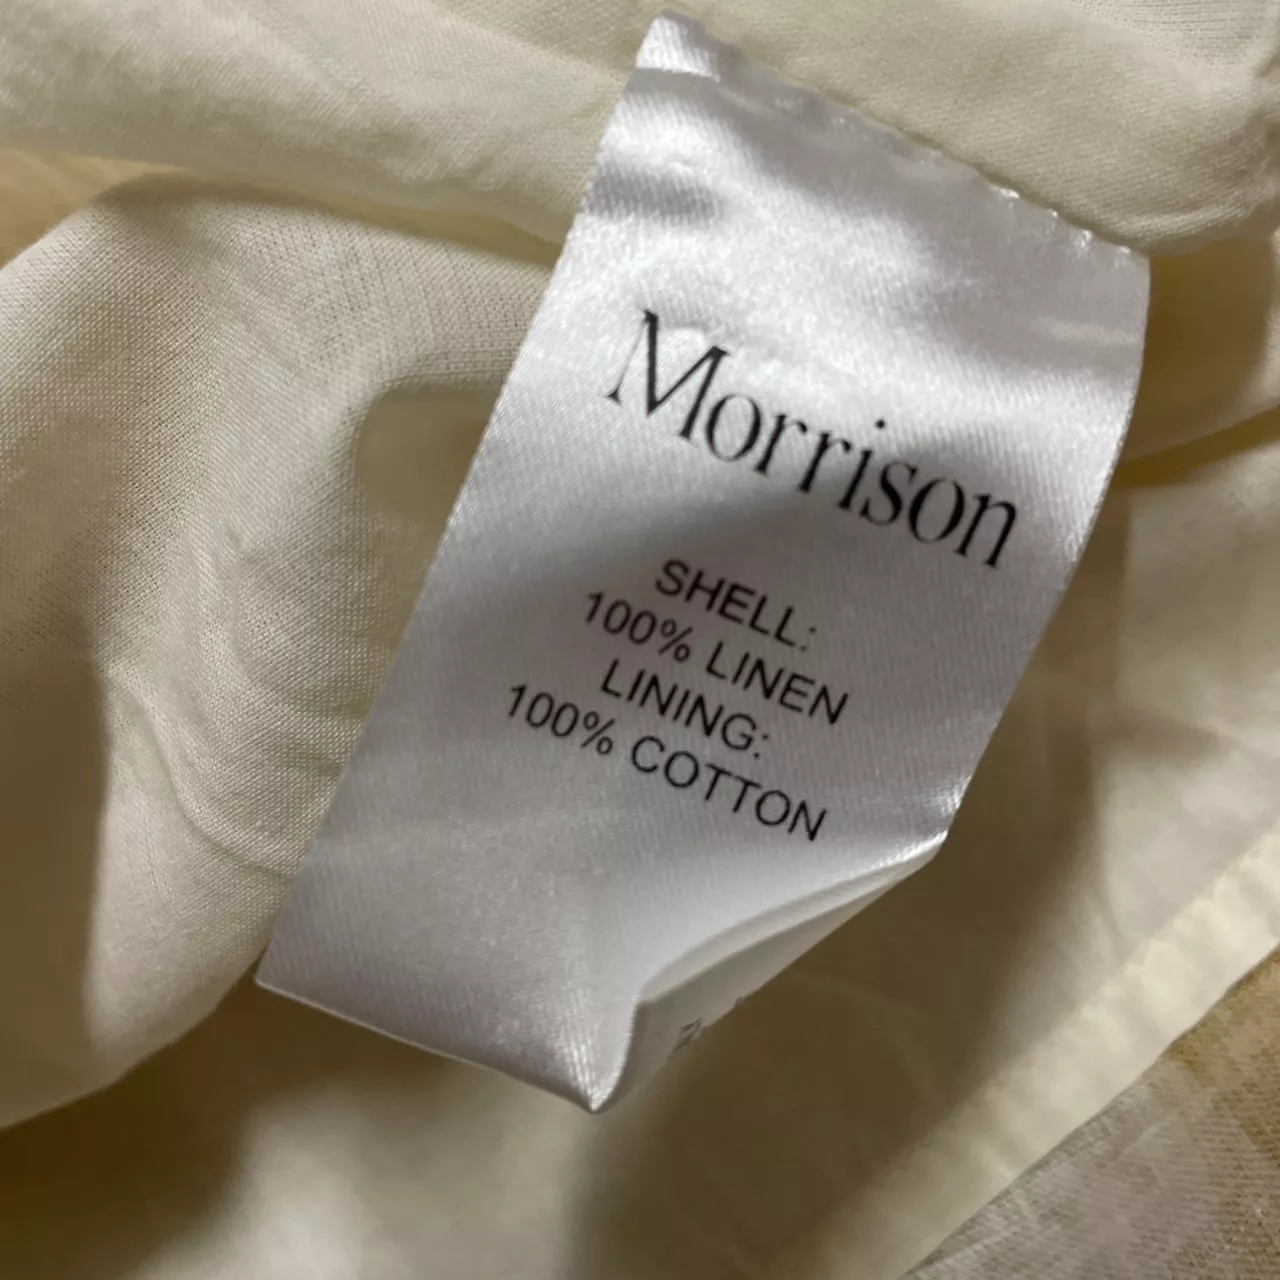 Morrison
SHELL:
100% LINEN
LINING:
100% COTTON